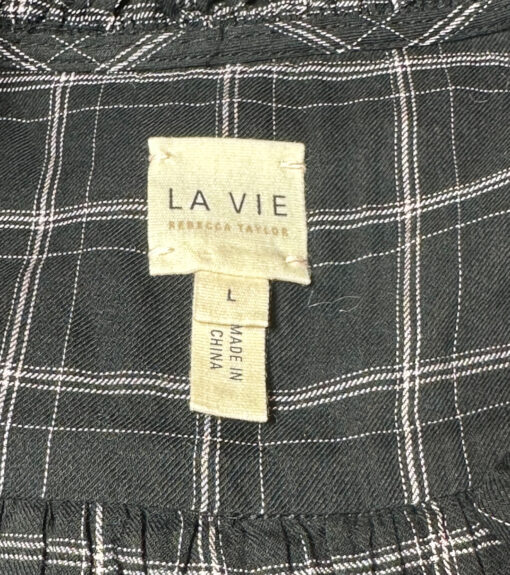 LA VIE
REBECCA TAYLOR
L
MADE IN
CHINA